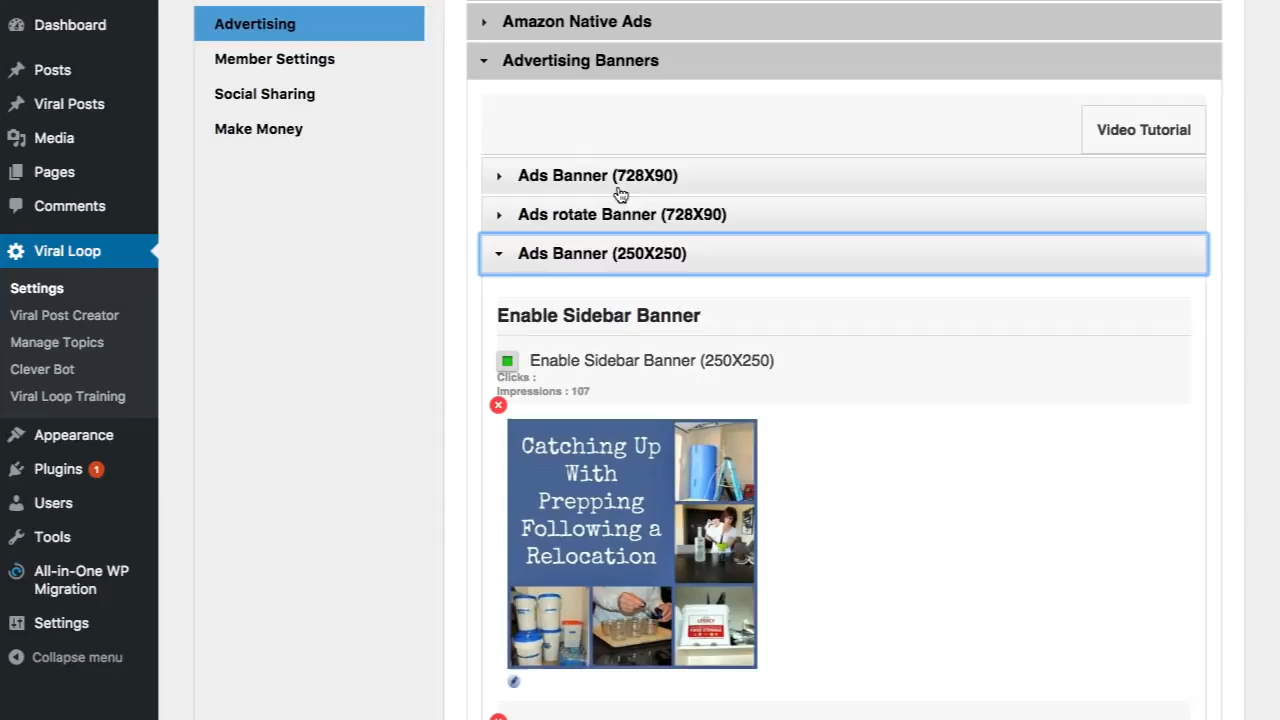 Dashboard
Posts
Viral Posts
Media
Pages
Comments
Viral Loop
Settings
Viral Post Creator
Manage Topics
Clever Bot
Viral Loop Training
Appearance
Plugins 1
Users
Tools
All-in-One WP
Migration
Settings
Collapse menu
Advertising
Member Settings
Social Sharing
Make Money
Amazon Native Ads
Advertising Banners
Video Tutorial
Ads Banner (728X90)
Ads rotate Banner (728X90)
Ads Banner (250X250)
Enable Sidebar Banner
Enable Sidebar Banner (250X250)
Clicks :
Impressions : 107
Catching Up
With
Prepping
Following a
Relocation
LEGACY